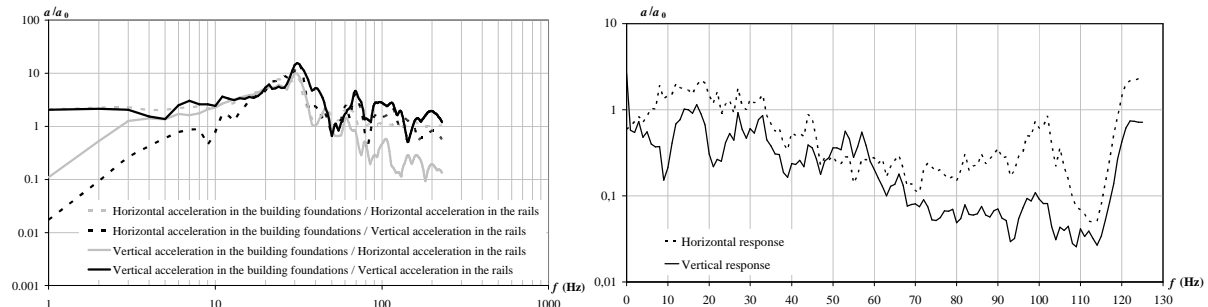 a/a₀
100
10
1
0.1
0.01
0.001
1
10
100
1000
f (Hz)
Horizontal acceleration in the building foundations / Horizontal acceleration in the rails
Horizontal acceleration in the building foundations / Vertical acceleration in the rails
Vertical acceleration in the building foundations / Horizontal acceleration in the rails
Vertical acceleration in the building foundations / Vertical acceleration in the rails
a/a₀
10
1
0,1
0,01
0 10 20 30 40 50 60 70 80 90 100 110 120 130
f (Hz)
Horizontal response
Vertical response